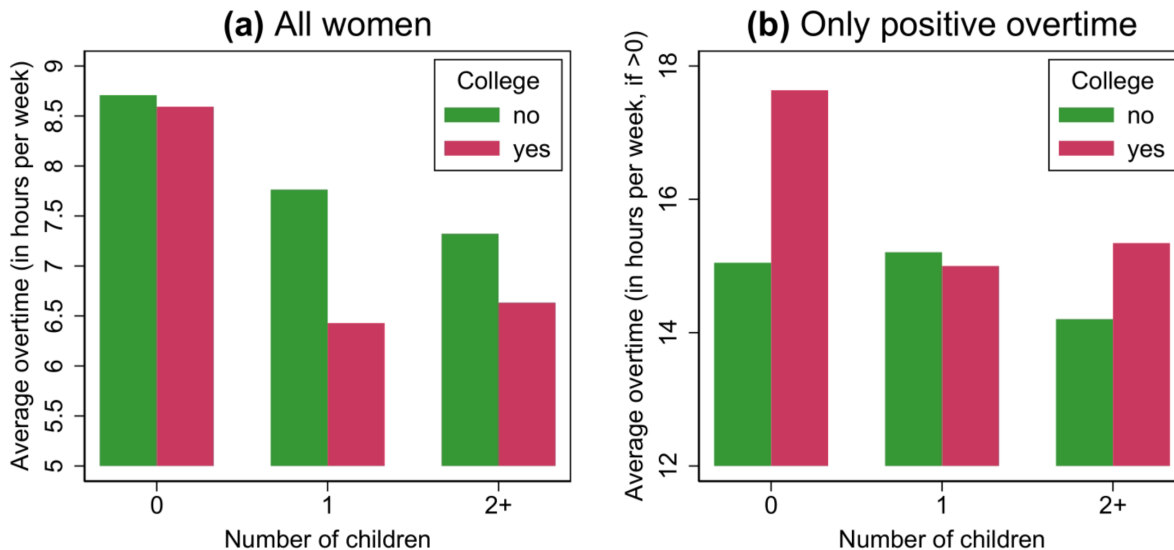 (a) All women
Average overtime (in hours per week)
9
8.5
8
7.5
7
6.5
6
5.5
5
College
no
yes
0 1 2+
Number of children
(b) Only positive overtime
Average overtime (in hours per week, if >0)
18
16
14
12
College
no
yes
0 1 2+
Number of children